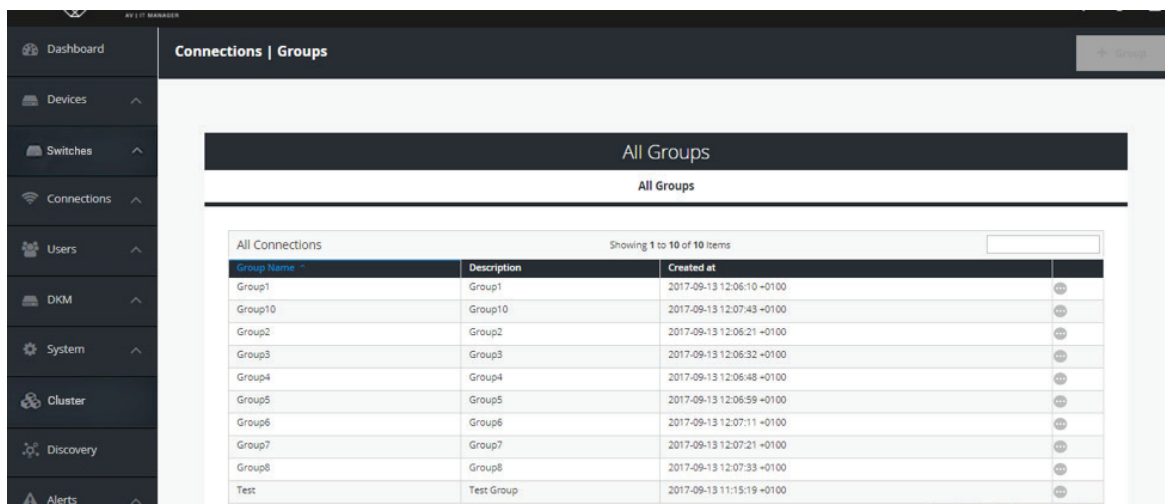 AV | IT MANAGER
Dashboard
Connections | Groups
+ Group
Devices
Switches
Connections
Users
DKM
System
Cluster
Discovery
Alerts
All Groups
All Groups
All Connections Showing 1 to 10 of 10 Items
Group Name Description Created at
Group1 Group1 2017-09-13 12:06:10 +0100
Group10 Group10 2017-09-13 12:07:43 +0100
Group2 Group2 2017-09-13 12:06:21 +0100
Group3 Group3 2017-09-13 12:06:32 +0100
Group4 Group4 2017-09-13 12:06:48 +0100
Group5 Group5 2017-09-13 12:06:59 +0100
Group6 Group6 2017-09-13 12:07:11 +0100
Group7 Group7 2017-09-13 12:07:21 +0100
Group8 Group8 2017-09-13 12:07:33 +0100
Test Test Group 2017-09-13 11:15:19 +0100